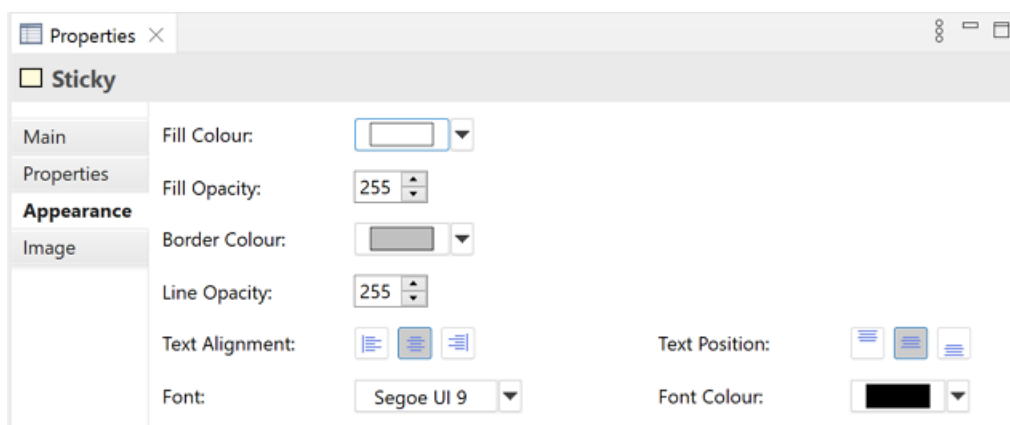 Properties
Sticky
Main
Properties
Appearance
Image
Fill Colour:
Fill Opacity: 255
Border Colour:
Line Opacity: 255
Text Alignment: Text Position:
Font: Segoe UI 9 Font Colour: